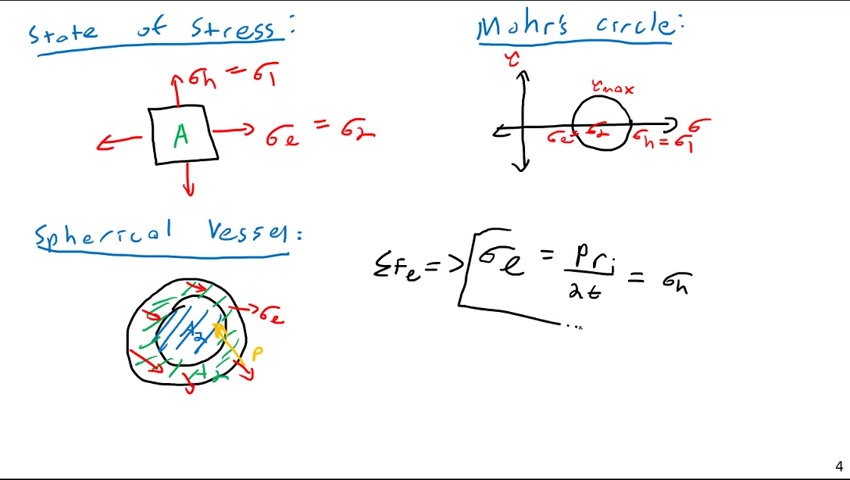 State of Stress:
σh = σ1
A
σe = σ2
Mohr's circle:
τ
τmax
σ
σe = σ2
σh = σ1
Spherical Vessel:
σe
A2
P
ΣFe => σe = Pri / 2t = σh
...
4